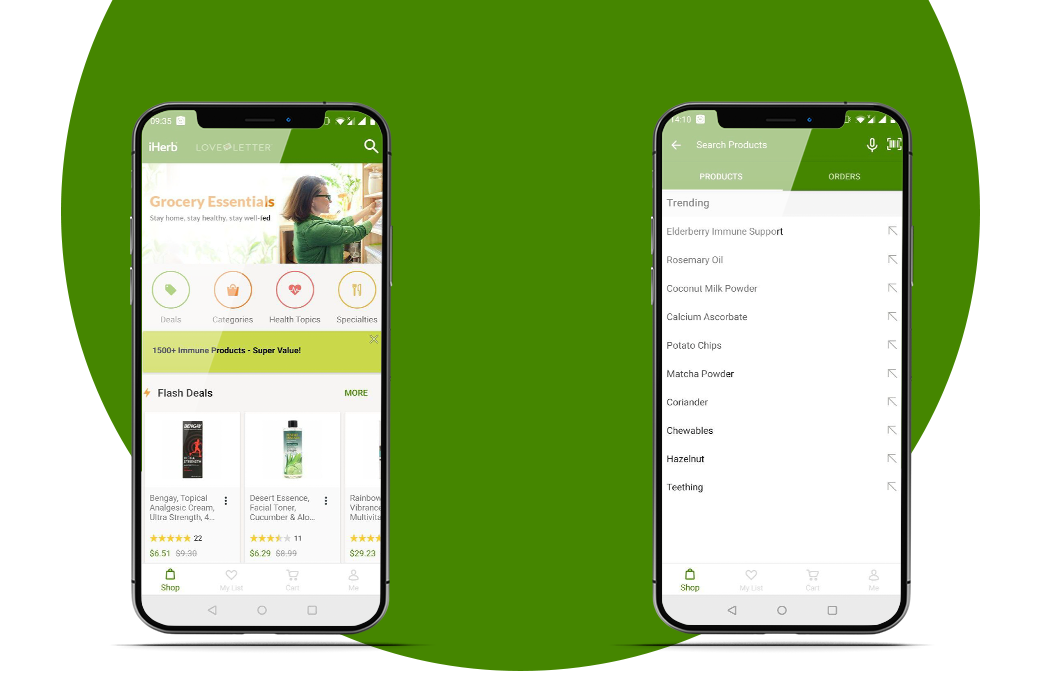 09:35
iHerb LOVE LETTER
Grocery Essentials
Stay home, stay healthy, stay well-fed
Deals Categories Health Topics Specialties
1500+ Immune Products - Super Value!
Flash Deals MORE
BENGAY
Bengay, Topical
Analgesic Cream,
Ultra Strength, 4...
22
$6.51 $9.30
Desert Essence,
Facial Toner,
Cucumber & Alo...
11
$6.29 $8.99
Rainbow
Vibrance
Multivita
$29.23
Shop My List Cart Me
14:10
Search Products
PRODUCTS ORDERS
Trending
Elderberry Immune Support
Rosemary Oil
Coconut Milk Powder
Calcium Ascorbate
Potato Chips
Matcha Powder
Coriander
Chewables
Hazelnut
Teething
Shop My List Cart Me